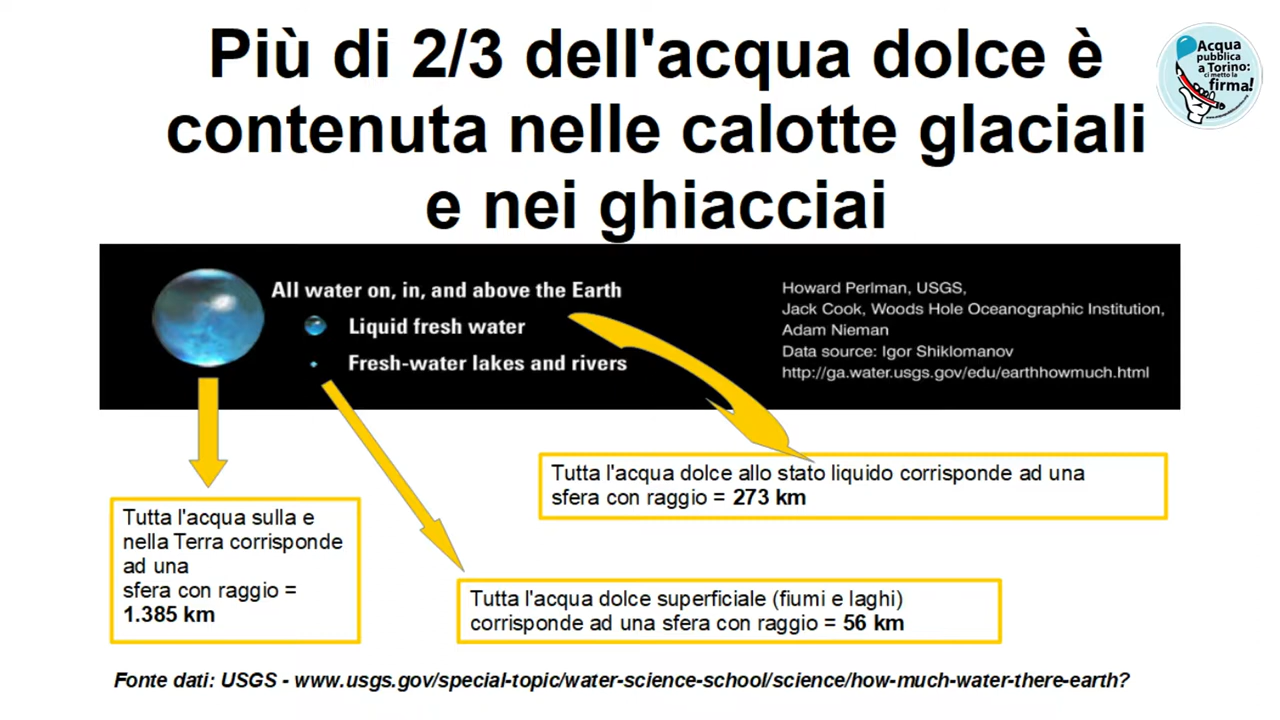 Più di 2/3 dell'acqua dolce è
contenuta nelle calotte glaciali
e nei ghiacciai
Acqua
pubblica
a Torino:
ci metto la
firma!
All water on, in, and above the Earth
Liquid fresh water
Fresh-water lakes and rivers
Howard Perlman, USGS,
Jack Cook, Woods Hole Oceanographic Institution,
Adam Nieman
Data source: Igor Shiklomanov
http://ga.water.usgs.gov/edu/earthhowmuch.html
Tutta l'acqua dolce allo stato liquido corrisponde ad una
sfera con raggio = 273 km
Tutta l'acqua sulla e
nella Terra corrisponde
ad una
sfera con raggio =
1.385 km
Tutta l'acqua dolce superficiale (fiumi e laghi)
corrisponde ad una sfera con raggio = 56 km
Fonte dati: USGS - www.usgs.gov/special-topic/water-science-school/science/how-much-water-there-earth?